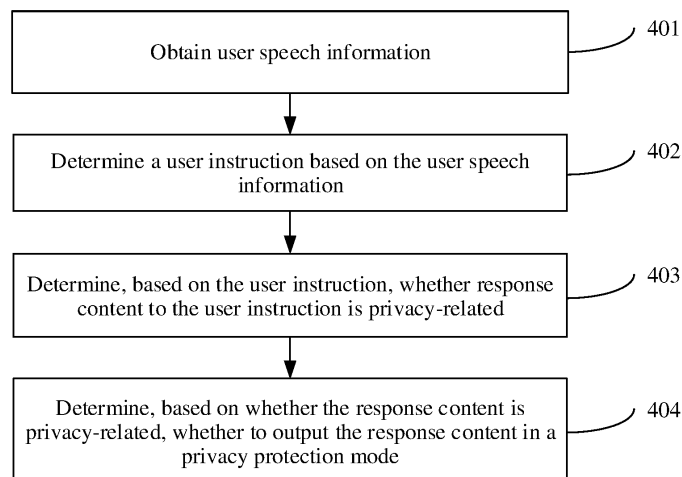 Obtain user speech information
401
Determine a user instruction based on the user speech
information
402
Determine, based on the user instruction, whether response
content to the user instruction is privacy-related
403
Determine, based on whether the response content is
privacy-related, whether to output the response content in a
privacy protection mode
404